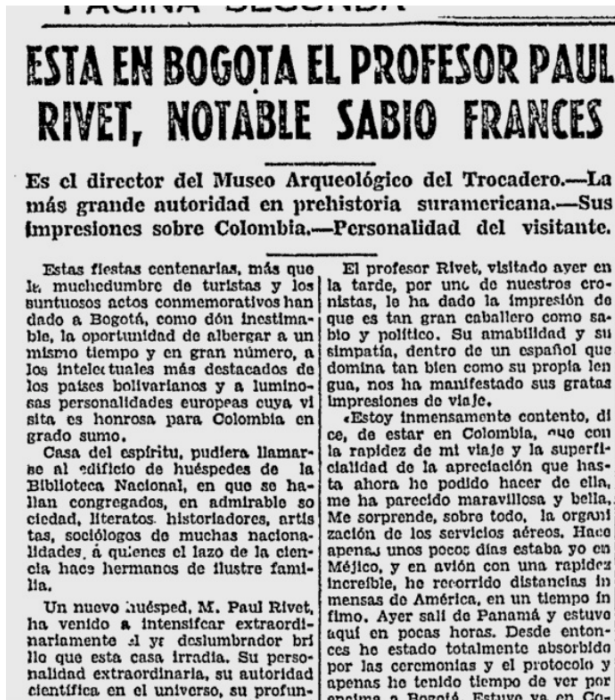 PAGINA SEGUNDA
ESTA EN BOGOTA EL PROFESOR PAUL
RIVET, NOTABLE SABIO FRANCES
Es el director del Museo Arqueológico del Trocadero.—La
más grande autoridad en prehistoria suramericana.—Sus
impresiones sobre Colombia.—Personalidad del visitante.
Estas fiestas centenarias, más que
la muchedumbre de turistas y los
suntuosos actos conmemorativos han
dado a Bogotá, como dón inestima-
ble, la oportunidad de albergar a un
mismo tiempo y en gran número, a
los intelectuales más destacados de
los países bolivarianos y a lumino-
sas personalidades europeas cuya vi
sita es honrosa para Colombia en
grado sumo.
Casa del espíritu, pudiera llamar-
se al edificio de huéspedes de la
Biblioteca Nacional, en que se ha-
llan congregados, en admirable so
ciedad, literatos, historiadores, artis
tas, sociólogos de muchas naciona-
lidades, á quienes el lazo de la cien-
cia hace hermanos de ilustre fami-
lia.
Un nuevo huésped, M. Paul Rivet,
ha venido a intensifcar extraordi-
nariamente el ya deslumbrador bri
llo que esta casa irradia. Su perso-
nalidad extraordinaria, su autoridad
científica en el universo, su profun-
El profesor Rivet, visitado ayer en
la tarde, por uno de nuestros cro-
nistas, le ha dado la impresión de
que es tan gran caballero como sa-
bio y político. Su amabilidad y su
simpatía, dentro de un español que
domina tan bien como su propia len
gua, nos ha manifestado sus gratas
impresiones de viaje.
«Estoy inmensamente contento, di
ce, de estar en Colombia, que con
la rapidez de mi viaje y la superfi-
cialidad de la apreciación que has-
ta ahora he podido hacer de ella,
me ha parecido maravillosa y bella.
Me sorprende, sobre todo, la organi
zación de los servicios aéreos. Hace
apenas unos pocos días estaba yo en
Méjico, y en avión con una rapidez
increíble, he recorrido distancias in
mensas de América, en un tiempo ín
fimo. Ayer salí de Panamá y estuve
aquí en pocas horas. Desde enton-
ces he estado totalmente absorbido
por las ceremonias y el protocolo y
apenas he tenido tiempo de ver por
encima a Bogotá. Estuve ya en